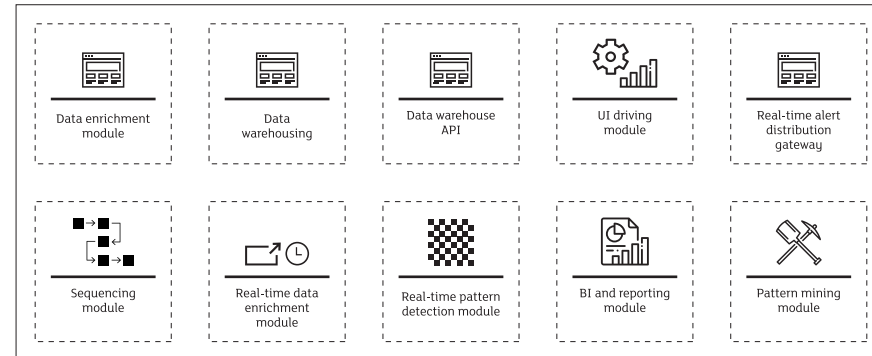 Data enrichment
module
Data
warehousing
Data warehouse
API
UI driving
module
Real-time alert
distribution
gateway
Sequencing
module
Real-time data
enrichment
module
Real-time pattern
detection module
BI and reporting
module
Pattern mining
module